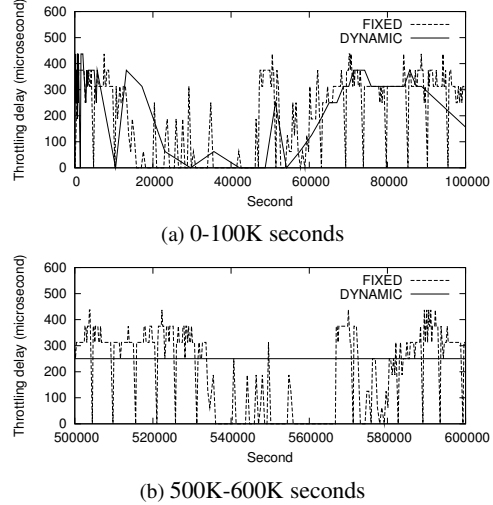 600
500
400
300
200
100
0
Throttling delay (microsecond)
FIXED
DYNAMIC
0 20000 40000 60000 80000 100000
Second
(a) 0-100K seconds
600
500
400
300
200
100
0
Throttling delay (microsecond)
FIXED
DYNAMIC
500000 520000 540000 560000 580000 600000
Second
(b) 500K-600K seconds